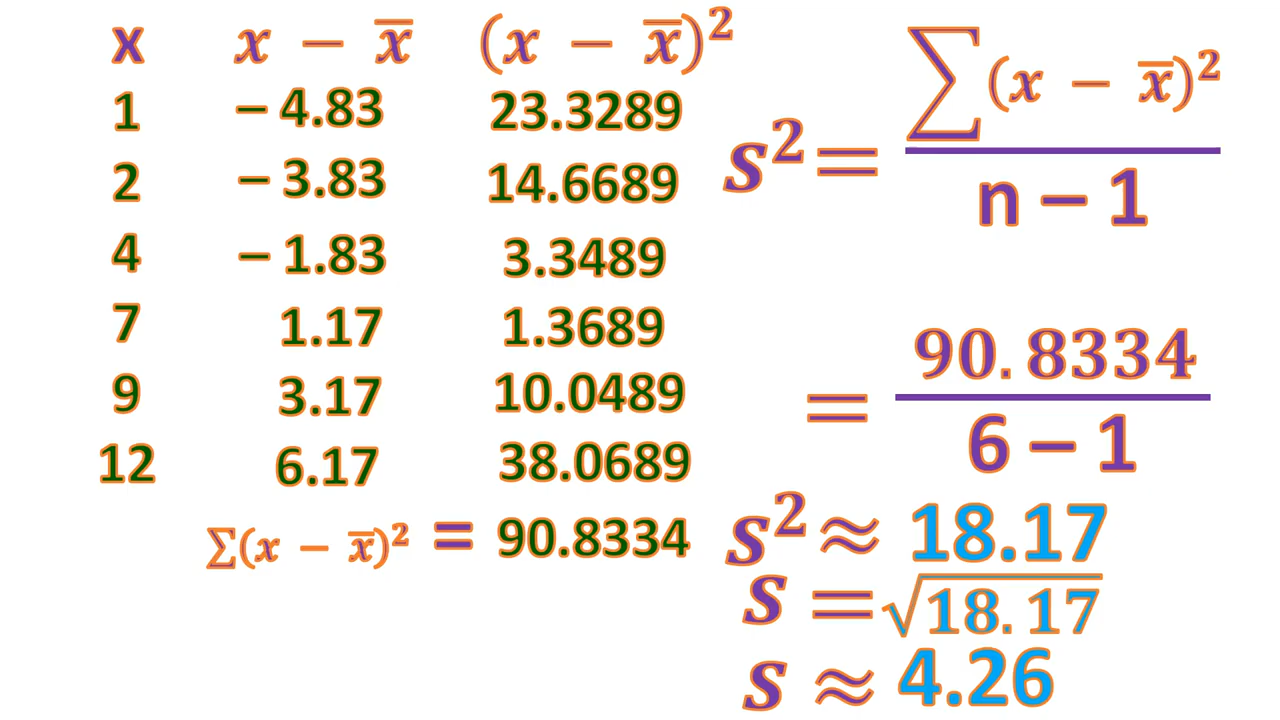 x   x − x̅   (x − x̅)²
1   − 4.83   23.3289
2   − 3.83   14.6689
4   − 1.83   3.3489
7   1.17   1.3689
9   3.17   10.0489
12   6.17   38.0689
∑(x − x̅)² = 90.8334
s² = ∑(x − x̅)² / n − 1
= 90.8334 / 6 − 1
s² ≈ 18.17
s = √18.17
s ≈ 4.26